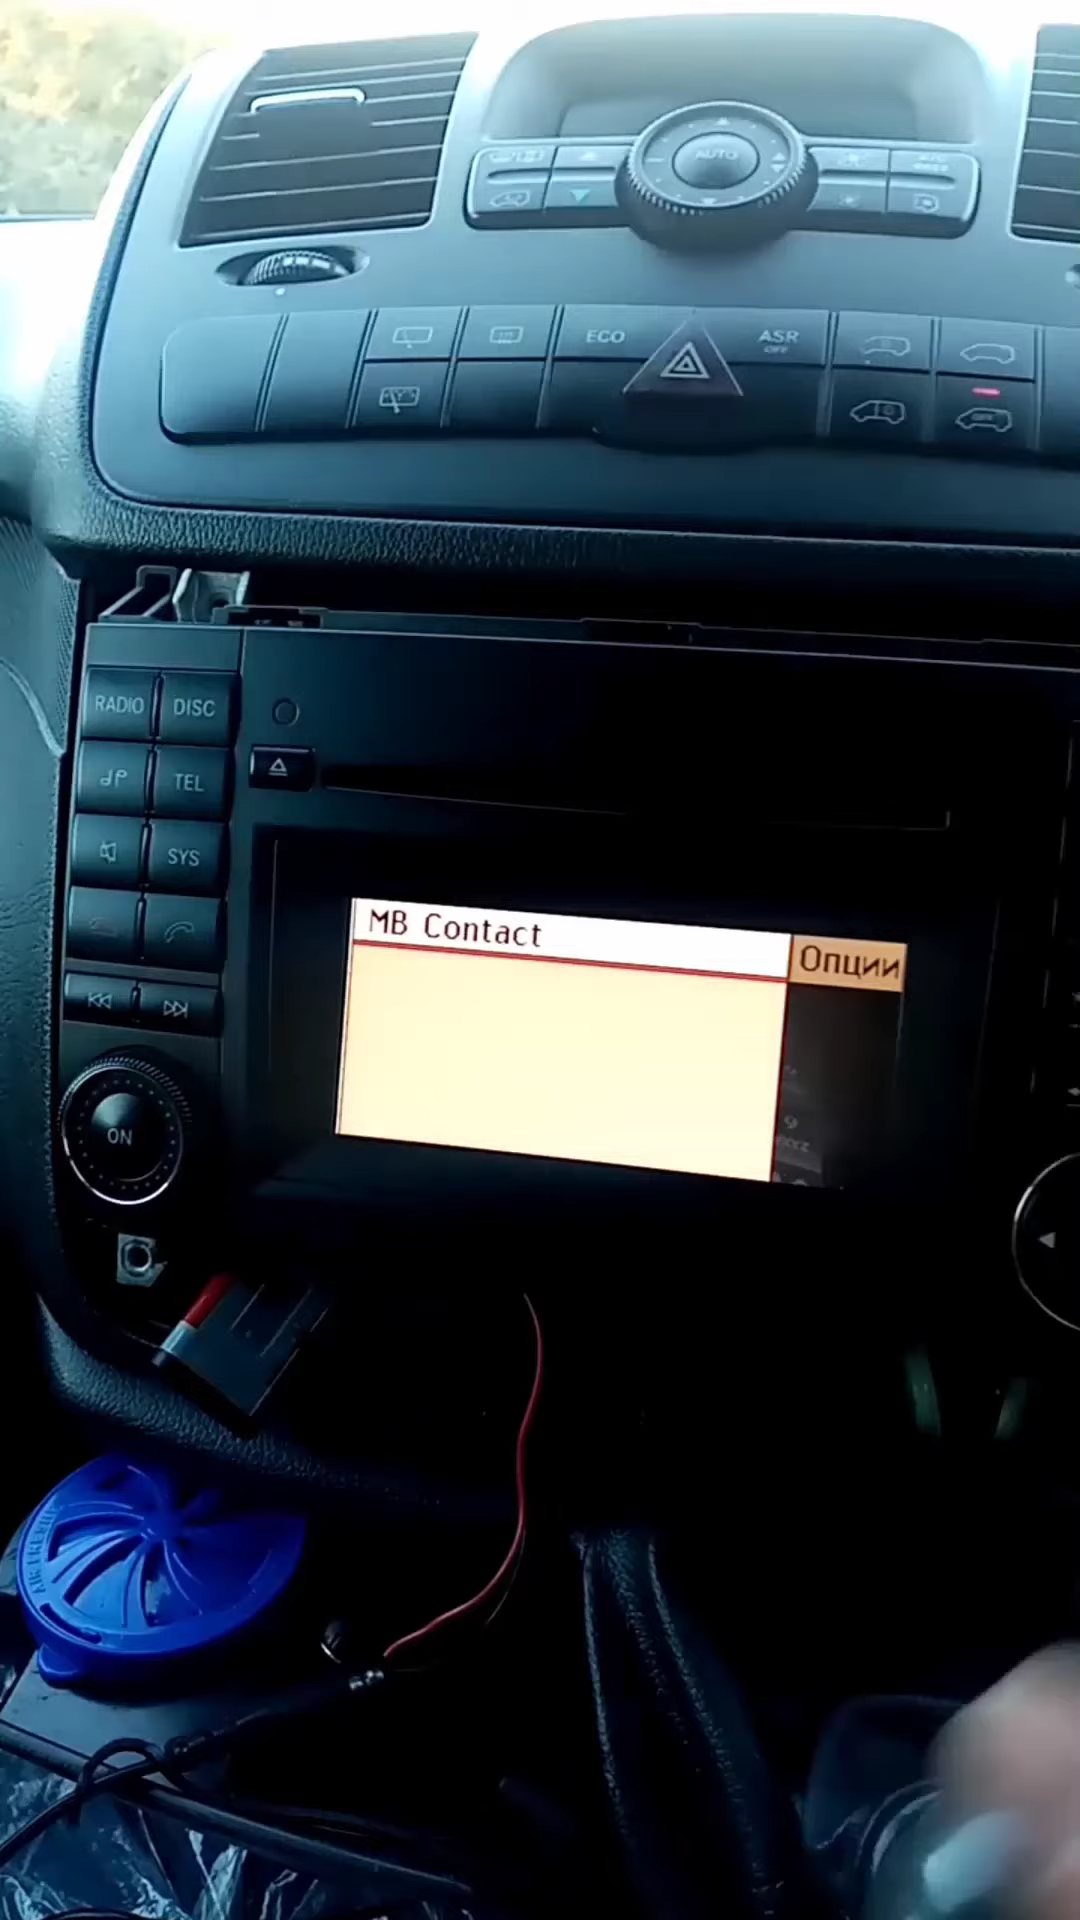 AUTO
ECO
ASR
OFF
RADIO
DISC
TEL
SYS
MB Contact
Опции
ON